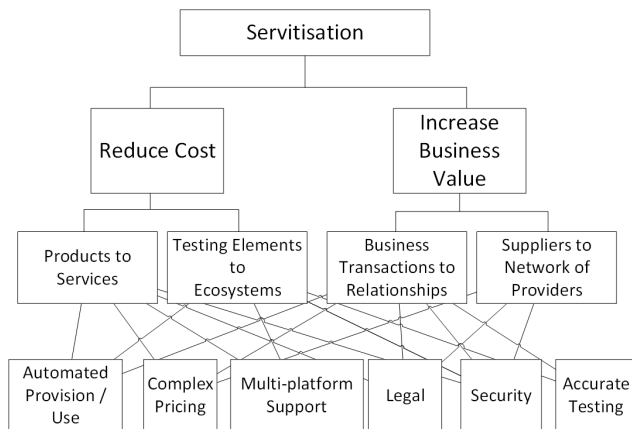 Servitisation
Reduce Cost
Increase
Business
Value
Products to
Services
Testing Elements
to
Ecosystems
Business
Transactions to
Relationships
Suppliers to
Network of
Providers
Automated
Provision /
Use
Complex
Pricing
Multi-platform
Support
Legal
Security
Accurate
Testing